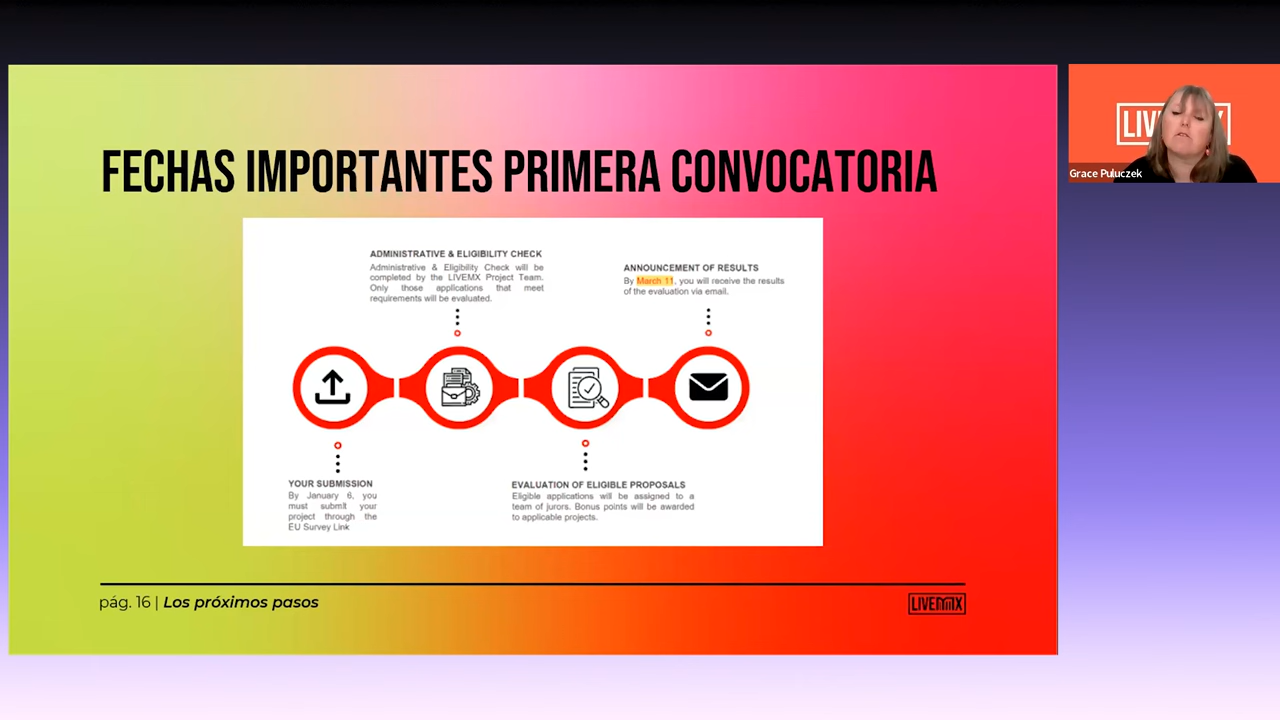 FECHAS IMPORTANTES PRIMERA CONVOCATORIA
ADMINISTRATIVE & ELIGIBILITY CHECK
Administrative & Eligibility Check will be
completed by the LIVEMX Project Team.
Only those applications that meet
requirements will be evaluated.
ANNOUNCEMENT OF RESULTS
By March 11, you will receive the results
of the evaluation via email.
YOUR SUBMISSION
By January 6, you
must submit your
project through the
EU Survey Link
EVALUATION OF ELIGIBLE PROPOSALS
Eligible applications will be assigned to a
team of jurors. Bonus points will be awarded
to applicable projects.
pág. 16 | Los próximos pasos
LIVEMX
Grace Puluczek